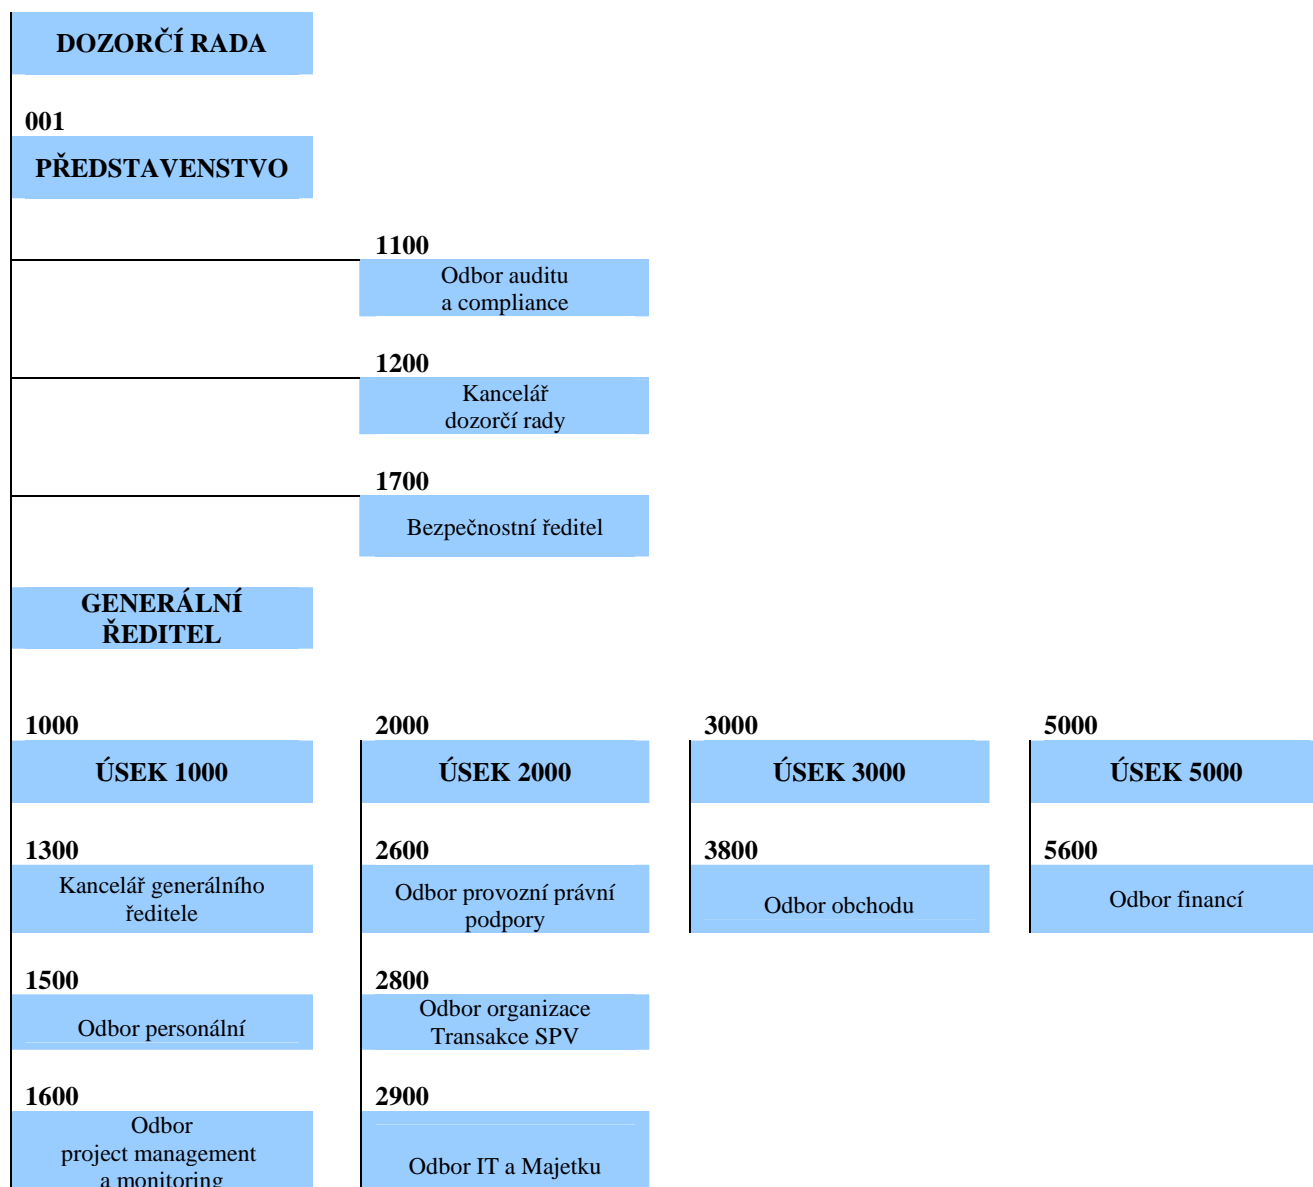 DOZORČÍ RADA
001
PŘEDSTAVENSTVO
1100
Odbor auditu
a compliance
1200
Kancelář
dozorčí rady
1700
Bezpečnostní ředitel
GENERÁLNÍ
ŘEDITEL
1000
ÚSEK 1000
2000
ÚSEK 2000
3000
ÚSEK 3000
5000
ÚSEK 5000
1300
Kancelář generálního
ředitele
2600
Odbor provozní právní
podpory
3800
Odbor obchodu
5600
Odbor financí
1500
Odbor personální
2800
Odbor organizace
Transakce SPV
1600
Odbor
project management
a monitoring
2900
Odbor IT a Majetku